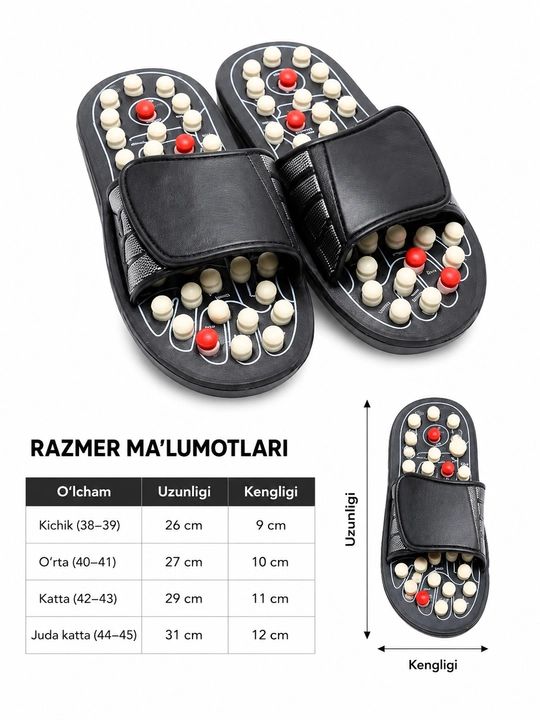 RAZMER MA’LUMOTLARI
O‘lcham Uzunligi Kengligi
Kichik (38–39) 26 cm 9 cm
O‘rta (40–41) 27 cm 10 cm
Katta (42–43) 29 cm 11 cm
Juda katta (44–45) 31 cm 12 cm
Uzunligi
Kengligi